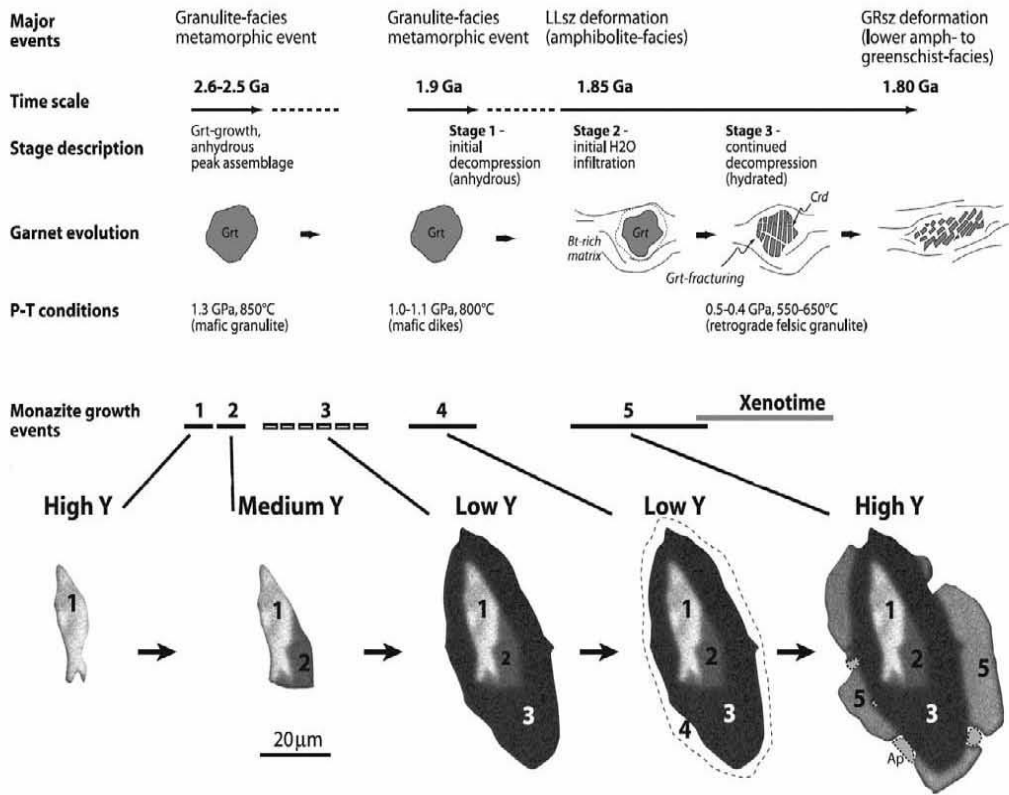 Major events
Granulite-facies metamorphic event
Granulite-facies metamorphic event
LLsz deformation (amphibolite-facies)
GRsz deformation (lower amph- to greenschist-facies)
Time scale
2.6-2.5 Ga
1.9 Ga
1.85 Ga
1.80 Ga
Stage description
Grt-growth, anhydrous peak assemblage
Stage 1 - initial decompression (anhydrous)
Stage 2 - initial H2O infiltration
Stage 3 - continued decompression (hydrated)
Garnet evolution
Grt
Grt
Bt-rich matrix
Grt
Crd
Grt-fracturing
P-T conditions
1.3 GPa, 850°C (mafic granulite)
1.0-1.1 GPa, 800°C (mafic dikes)
0.5-0.4 GPa, 550-650°C (retrograde felsic granulite)
Monazite growth events
1 2 3 4 5
Xenotime
High Y
Medium Y
Low Y
Low Y
High Y
1
1
2
1
2
3
1
2
3
4
1
2
3
5
5
Ap
20µm